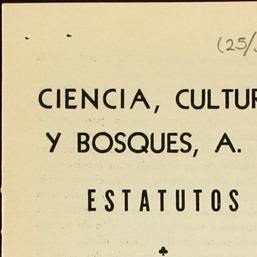 (25/
CIENCIA, CULTUR
Y BOSQUES, A.
ESTATUTOS